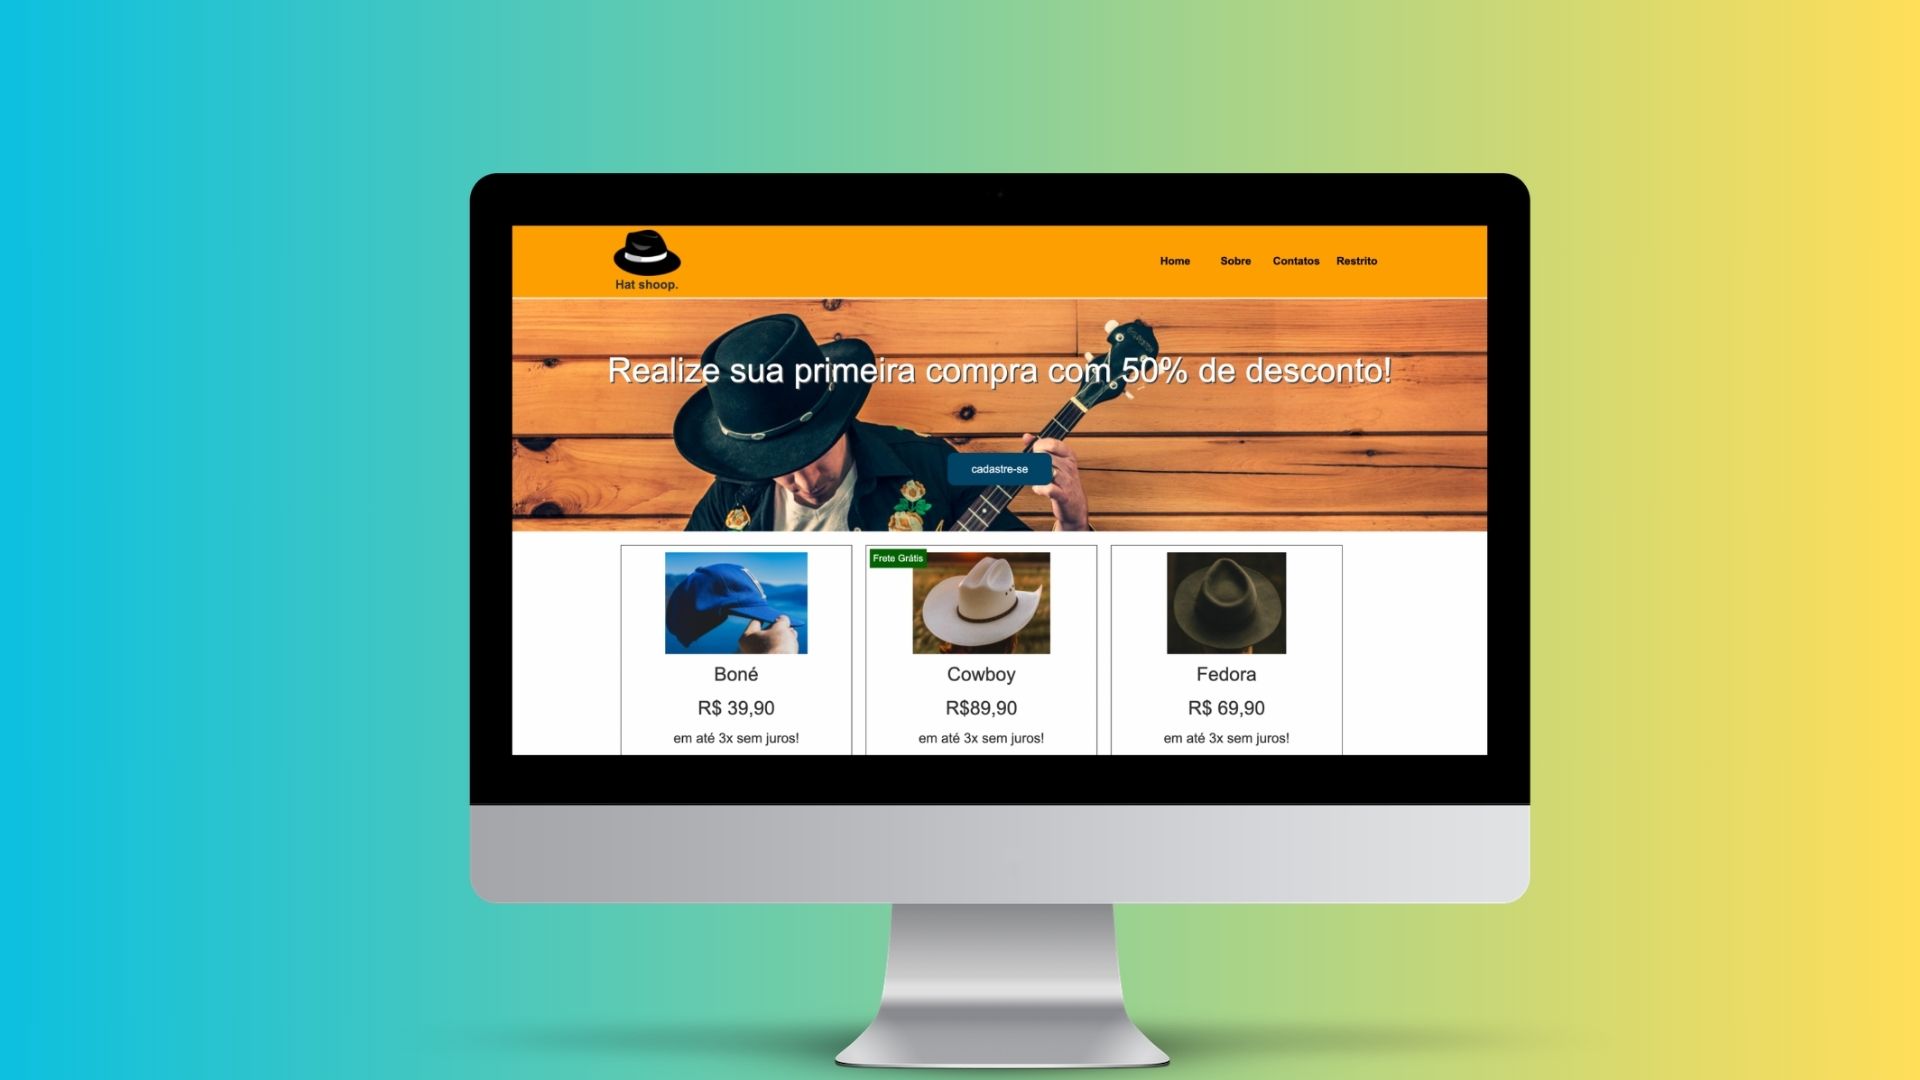 Hat shoop.
Home Sobre Contatos Restrito
Realize sua primeira compra com 50% de desconto!
cadastre-se
Frete Grátis
Boné
R$ 39,90
em até 3x sem juros!
Cowboy
R$89,90
em até 3x sem juros!
Fedora
R$ 69,90
em até 3x sem juros!